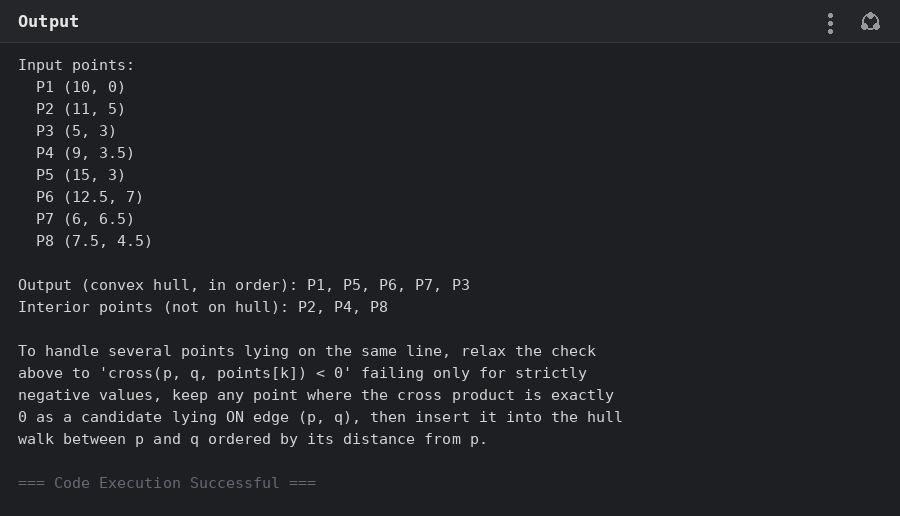 Output
Input points:
P1 (10, 0)
P2 (11, 5)
P3 (5, 3)
P4 (9, 3.5)
P5 (15, 3)
P6 (12.5, 7)
P7 (6, 6.5)
P8 (7.5, 4.5)
Output (convex hull, in order): P1, P5, P6, P7, P3
Interior points (not on hull): P2, P4, P8
To handle several points lying on the same line, relax the check
above to 'cross(p, q, points[k]) < 0' failing only for strictly
negative values, keep any point where the cross product is exactly
0 as a candidate lying ON edge (p, q), then insert it into the hull
walk between p and q ordered by its distance from p.
=== Code Execution Successful ===